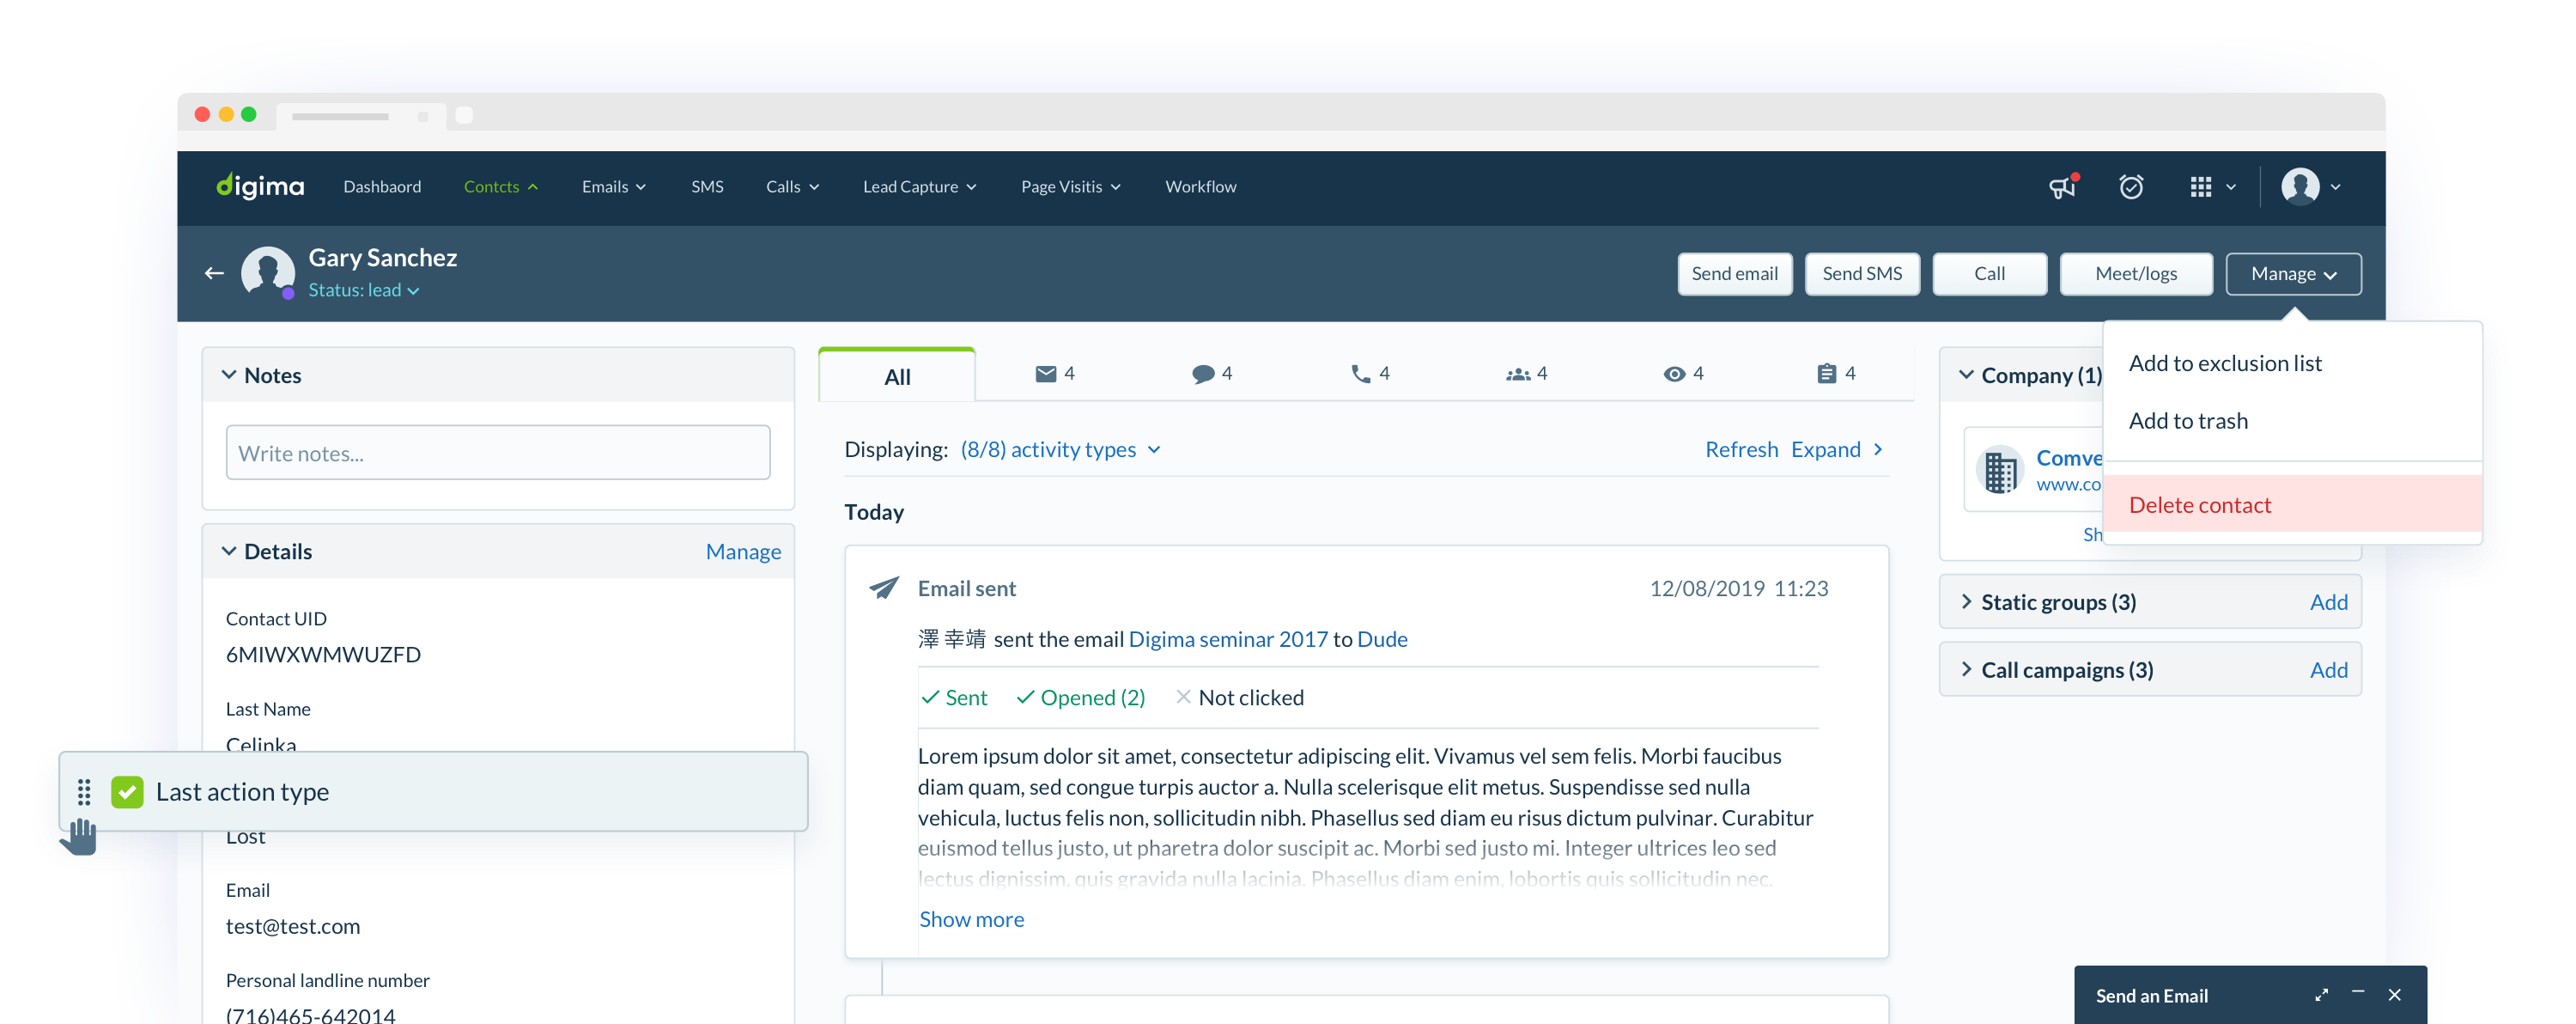 digima
Dashbaord
Contcts
Emails
SMS
Calls
Lead Capture
Page Visitis
Workflow
Gary Sanchez
Status: lead
Send email
Send SMS
Call
Meet/logs
Manage
Add to exclusion list
Add to trash
Delete contact
Notes
Write notes...
Details
Manage
Contact UID
6MIWXWMWUZFD
Last Name
Celinka
Last action type
Lost
Email
test@test.com
Personal landline number
(716)465-642014
All
4
4
4
4
4
4
Displaying: (8/8) activity types
Refresh Expand
Today
Email sent
12/08/2019 11:23
澤 幸靖 sent the email Digima seminar 2017 to Dude
Sent
Opened (2)
Not clicked
Lorem ipsum dolor sit amet, consectetur adipiscing elit. Vivamus vel sem felis. Morbi faucibus
diam quam, sed congue turpis auctor a. Nulla scelerisque elit metus. Suspendisse sed nulla
vehicula, luctus felis non, sollicitudin nibh. Phasellus sed diam eu risus dictum pulvinar. Curabitur
euismod tellus justo, ut pharetra dolor suscipit ac. Morbi sed justo mi. Integer ultrices leo sed
lectus dignissim, quis gravida nulla lacinia. Phasellus diam enim, lobortis quis sollicitudin nec.
Show more
Company (1)
Comve
www.co
Sh
Static groups (3)
Add
Call campaigns (3)
Add
Send an Email